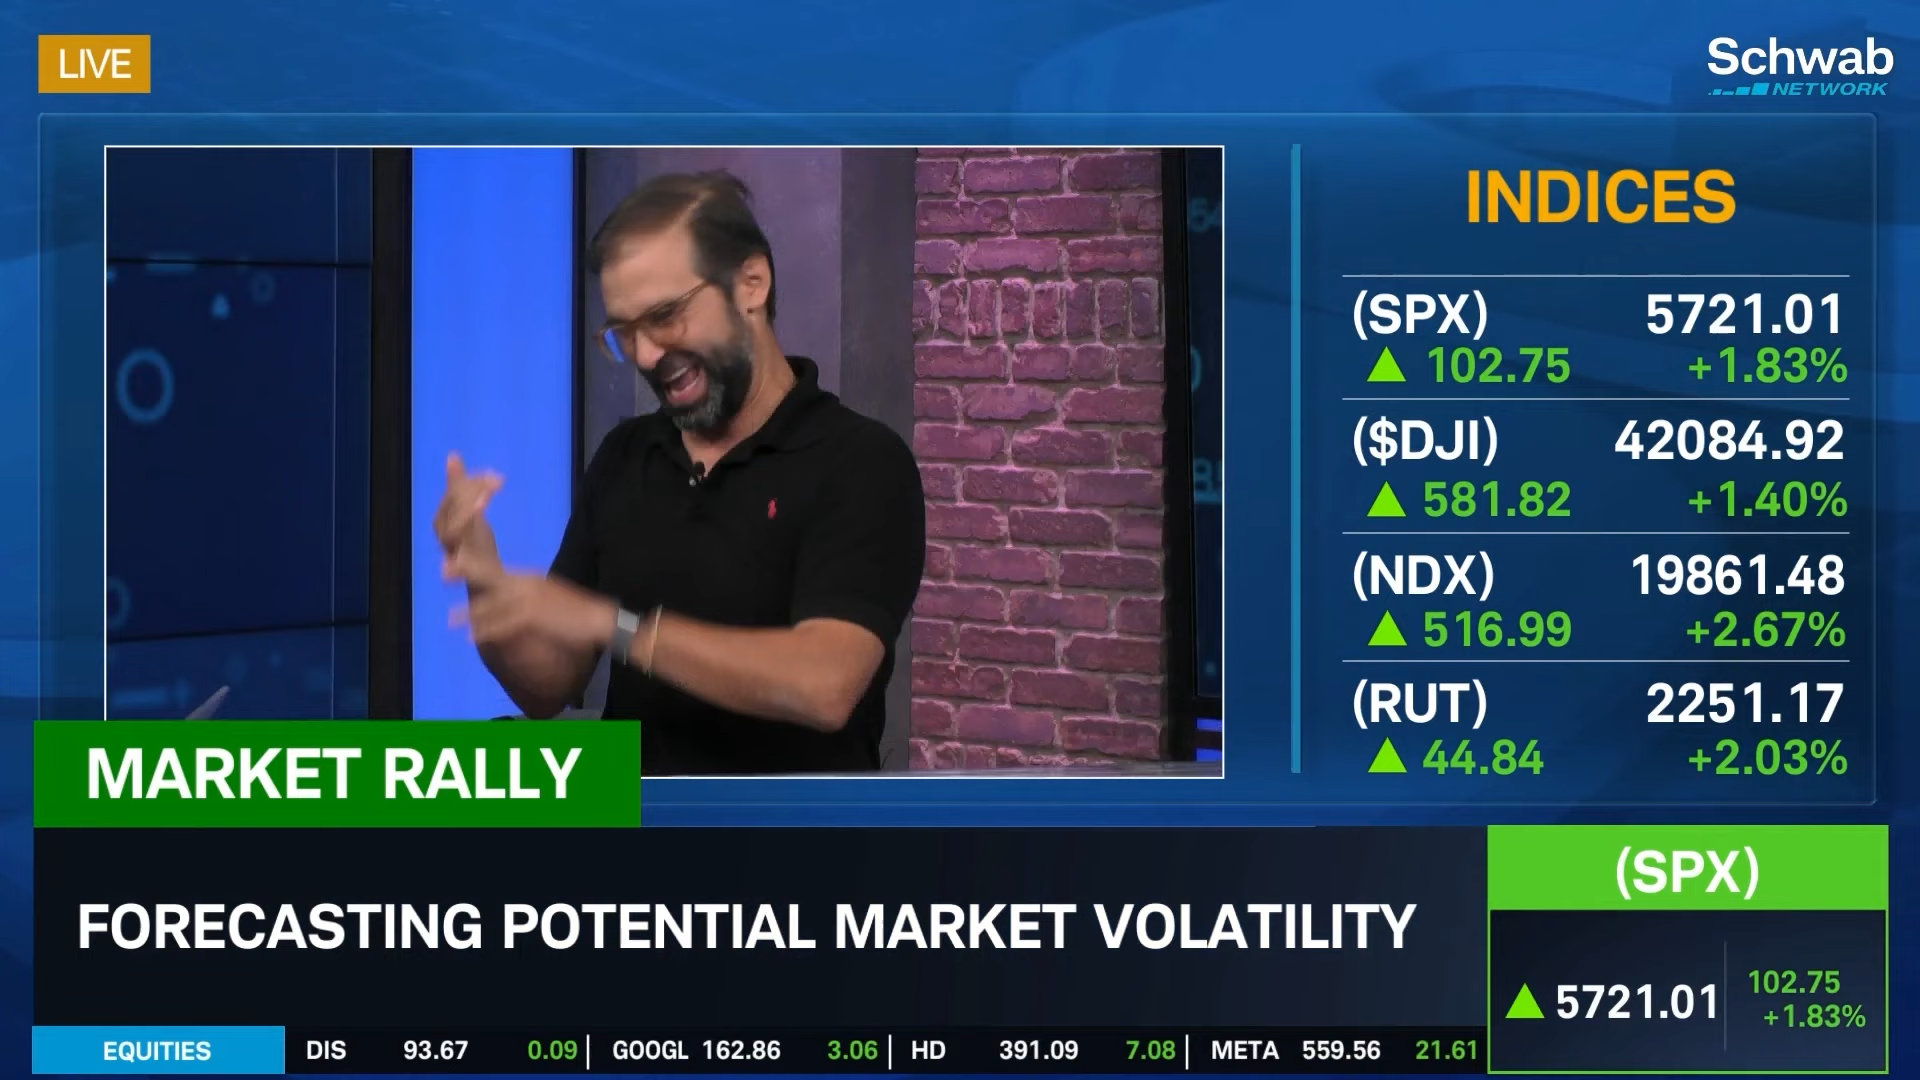 LIVE
Schwab
NETWORK
INDICES
(SPX) 5721.01
▲ 102.75 +1.83%
($DJI) 42084.92
▲ 581.82 +1.40%
(NDX) 19861.48
▲ 516.99 +2.67%
(RUT) 2251.17
▲ 44.84 +2.03%
MARKET RALLY
FORECASTING POTENTIAL MARKET VOLATILITY
(SPX)
▲ 5721.01 102.75
+1.83%
EQUITIES DIS 93.67 0.09 | GOOGL 162.86 3.06 | HD 391.09 7.08 | META 559.56 21.61